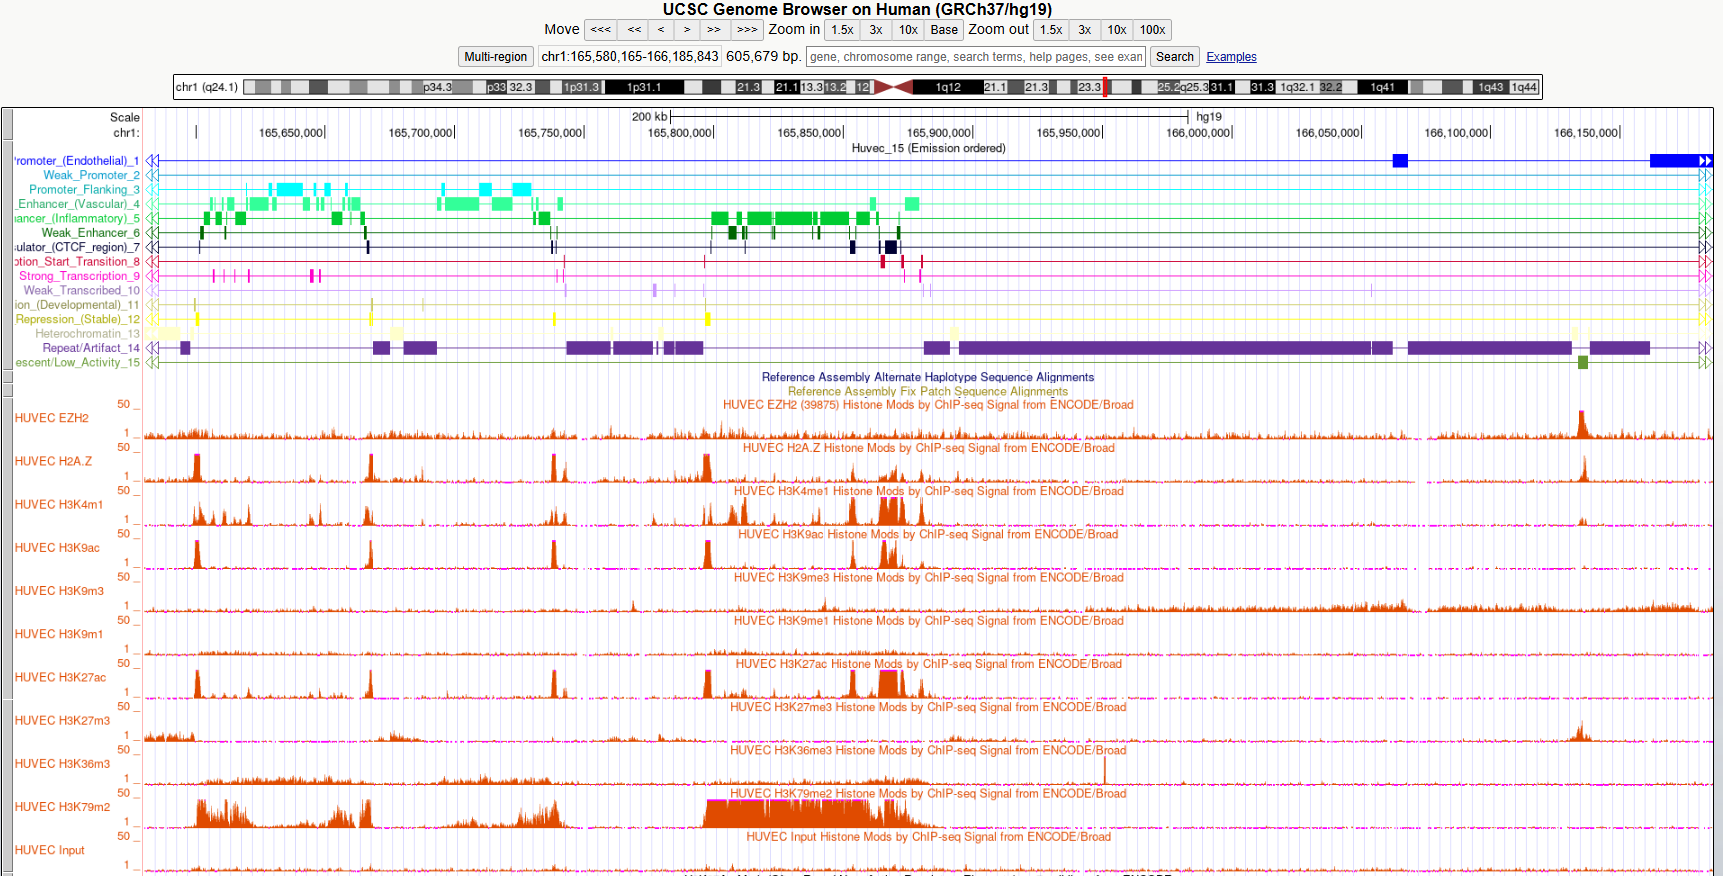 UCSC Genome Browser on Human (GRCh37/hg19)
Move <<< << < > >> >>> Zoom in 1.5x 3x 10x Base Zoom out 1.5x 3x 10x 100x
Multi-region chr1:165,580,165-166,185,843 605,679 bp. gene, chromosome range, search terms, help pages, see exan Search Examples
chr1 (q24.1) p34.3 p33 32.3 1p31.3 1p31.1 21.3 21.1 13.3 13.2 12 1q12 21.1 21.3 23.3 25.2 q25.3 31.1 31.3 1q32.1 32.2 1q41 1q43 1q44
Scale 200 kb hg19
chr1: 165,650,000 165,700,000 165,750,000 165,800,000 165,850,000 165,900,000 165,950,000 166,000,000 166,050,000 166,100,000 166,150,000
Huvec_15 (Emission ordered)
romoter_(Endothelial)_1
Weak_Promoter_2
Promoter_Flanking_3
_Enhancer_(Vascular)_4
ancer_(Inflammatory)_5
Weak_Enhancer_6
sulator_(CTCF_region)_7
ption_Start_Transition_8
Strong_Transcription_9
Weak_Transcribed_10
ion_(Developmental)_11
Repression_(Stable)_12
Heterochromatin_13
Repeat/Artifact_14
escent/Low_Activity_15
Reference Assembly Alternate Haplotype Sequence Alignments
Reference Assembly Fix Patch Sequence Alignments
HUVEC EZH2 (39875) Histone Mods by ChIP-seq Signal from ENCODE/Broad
50
HUVEC EZH2
1
HUVEC H2A.Z Histone Mods by ChIP-seq Signal from ENCODE/Broad
50
HUVEC H2A.Z
1
HUVEC H3K4me1 Histone Mods by ChIP-seq Signal from ENCODE/Broad
50
HUVEC H3K4m1
1
HUVEC H3K9ac Histone Mods by ChIP-seq Signal from ENCODE/Broad
50
HUVEC H3K9ac
1
HUVEC H3K9me3 Histone Mods by ChIP-seq Signal from ENCODE/Broad
50
HUVEC H3K9m3
1
HUVEC H3K9me1 Histone Mods by ChIP-seq Signal from ENCODE/Broad
50
HUVEC H3K9m1
1
HUVEC H3K27ac Histone Mods by ChIP-seq Signal from ENCODE/Broad
50
HUVEC H3K27ac
1
HUVEC H3K27me3 Histone Mods by ChIP-seq Signal from ENCODE/Broad
50
HUVEC H3K27m3
1
HUVEC H3K36me3 Histone Mods by ChIP-seq Signal from ENCODE/Broad
50
HUVEC H3K36m3
1
HUVEC H3K79me2 Histone Mods by ChIP-seq Signal from ENCODE/Broad
50
HUVEC H3K79m2
1
HUVEC Input Histone Mods by ChIP-seq Signal from ENCODE/Broad
50
HUVEC Input
1